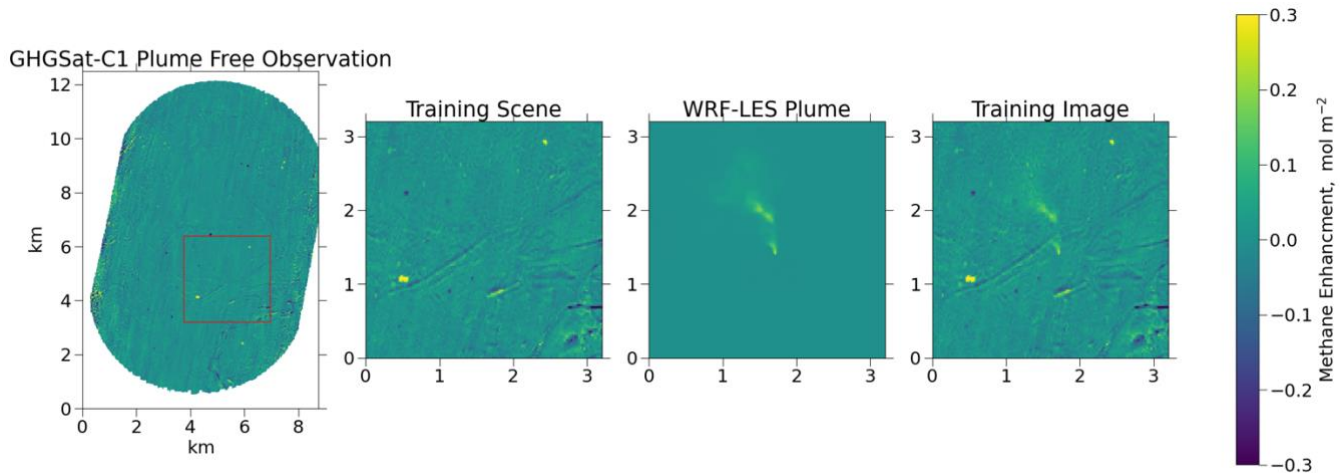 GHGSat-C1 Plume Free Observation
12
10
8
6
4
2
0
km
0 2 4 6 8
km
Training Scene
3
2
1
0
0 1 2 3
WRF-LES Plume
3
2
1
0
0 1 2 3
Training Image
3
2
1
0
0 1 2 3
0.3
0.2
0.1
0.0
−0.1
−0.2
−0.3
Methane Enhancment, mol m⁻²